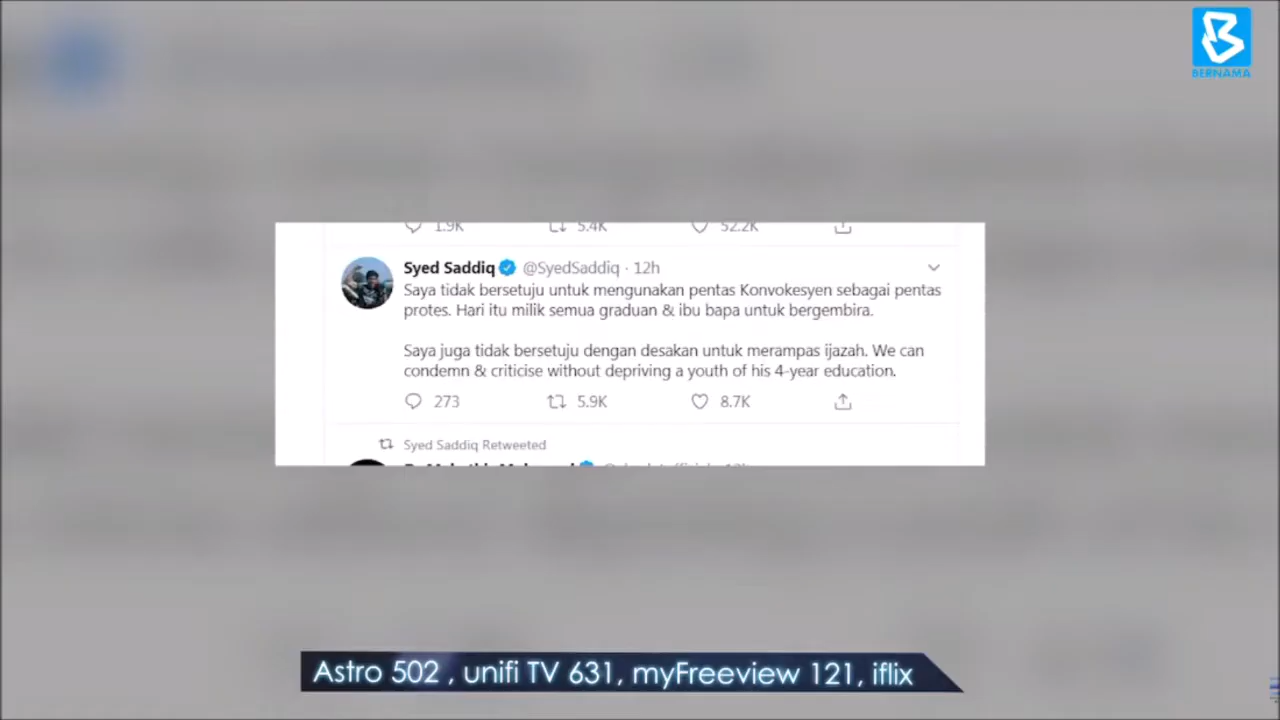 BERNAMA
1.9K 5.4K 52.2K
Syed Saddiq @SyedSaddiq · 12h
Saya tidak bersetuju untuk mengunakan pentas Konvokesyen sebagai pentas
protes. Hari itu milik semua graduan & ibu bapa untuk bergembira.
Saya juga tidak bersetuju dengan desakan untuk merampas ijazah. We can
condemn & criticise without depriving a youth of his 4-year education.
273 5.9K 8.7K
Syed Saddiq Retweeted
Astro 502 , unifi TV 631, myFreeview 121, iflix